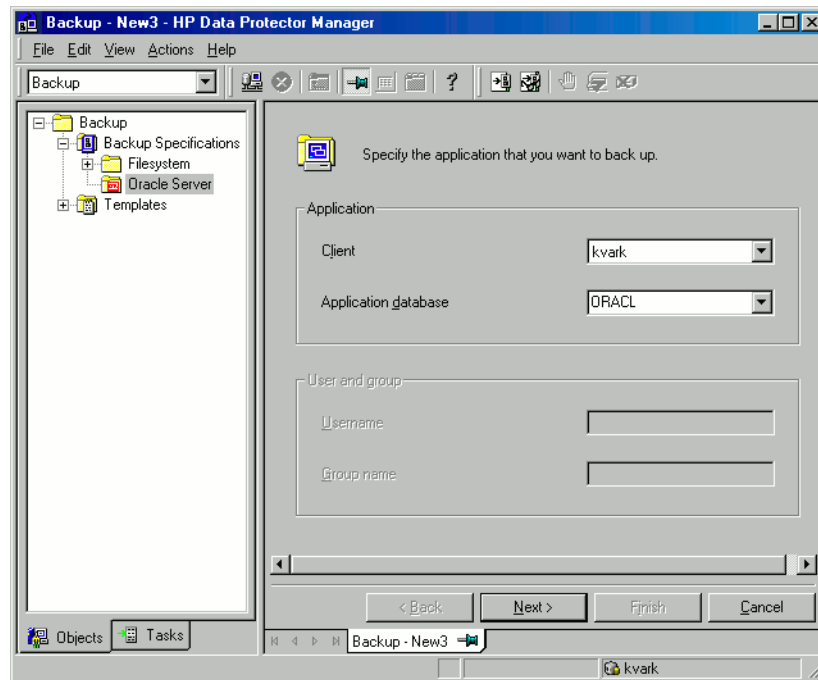 Backup - New3 - HP Data Protector Manager
File Edit View Actions Help
Backup
Backup
Backup Specifications
Filesystem
Oracle Server
Templates
Specify the application that you want to back up.
Application
Client
kvark
Application database
ORACL
User and group
Username
Group name
< Back
Next >
Finish
Cancel
Objects
Tasks
Backup - New3
kvark